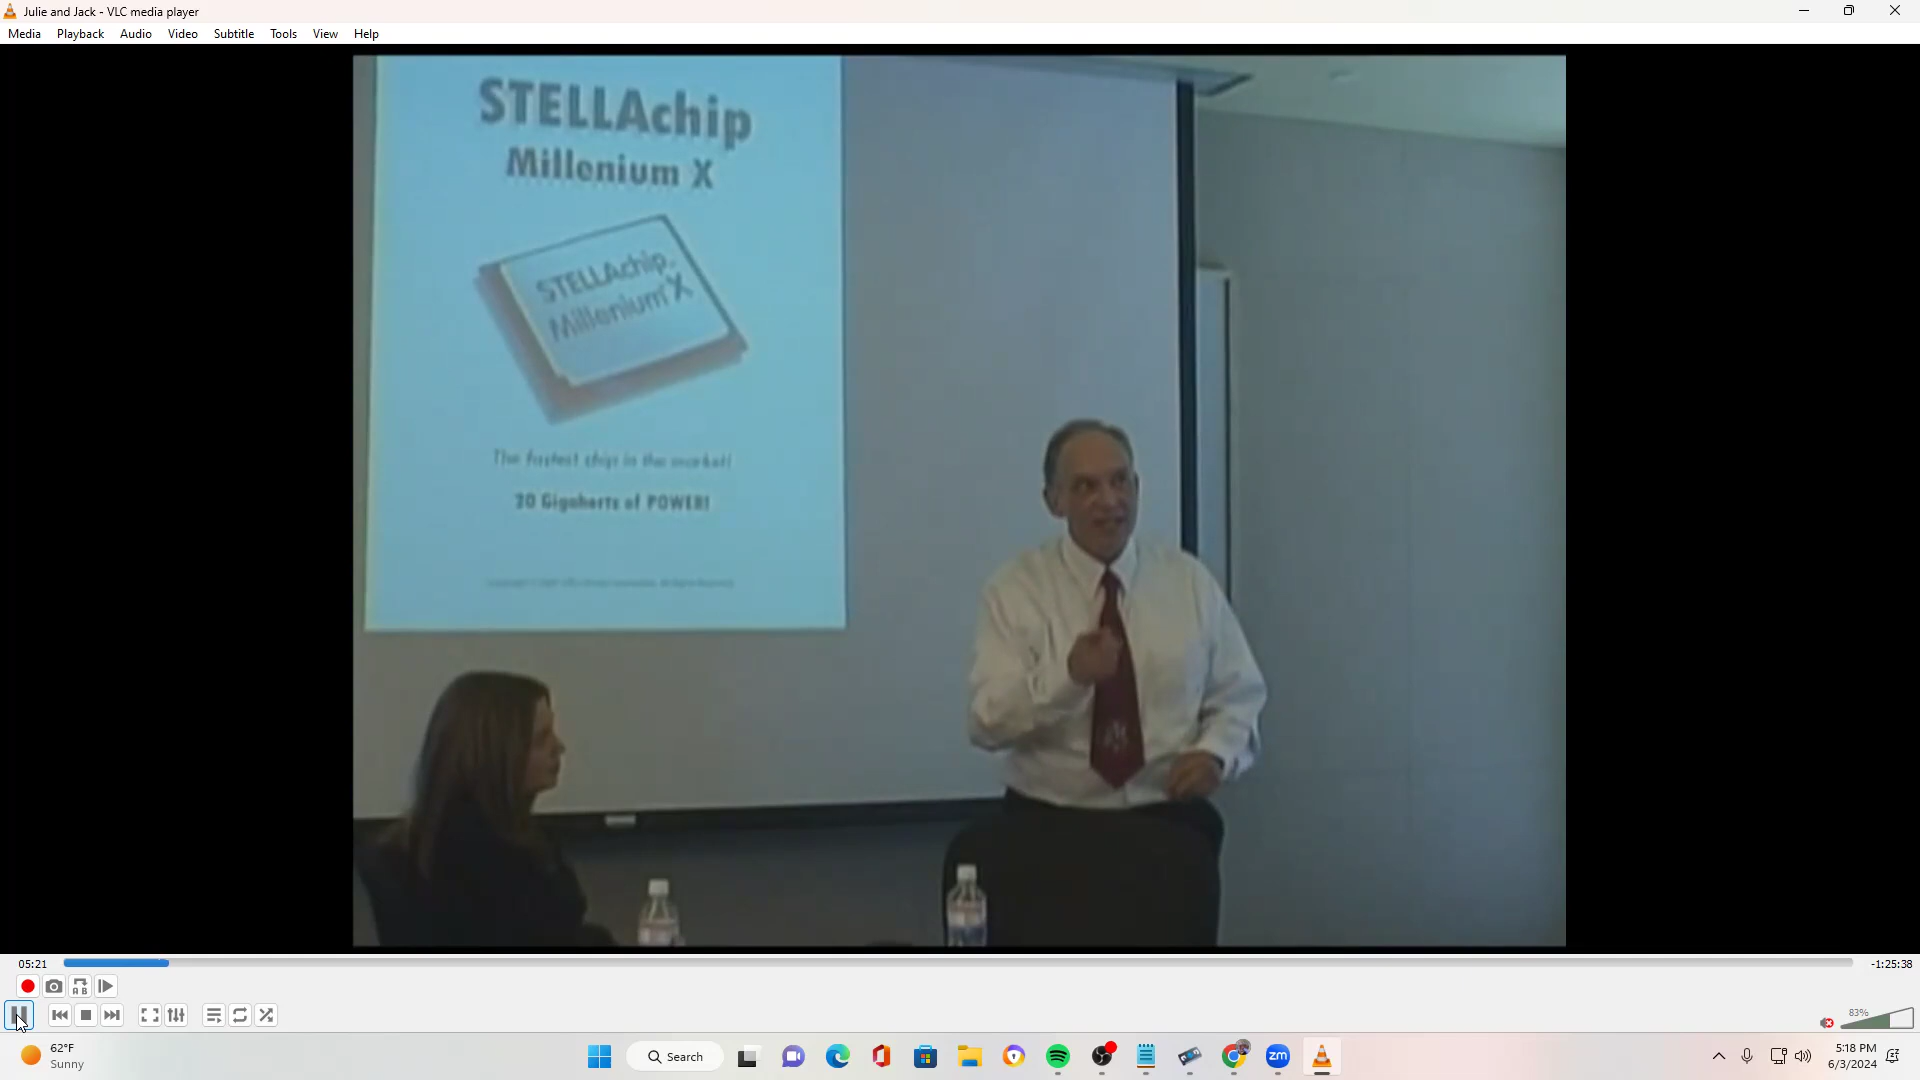 Julie and Jack - VLC media player
Media Playback Audio Video Subtitle Tools View Help
STELLAchip
Millenium X
STELLAchip
Millenium X
The fastest chip in the market!
20 Gigahertz of POWER!
05:21
-1:25:38
83%
62°F
Sunny
Search
zm
5:18 PM
6/3/2024